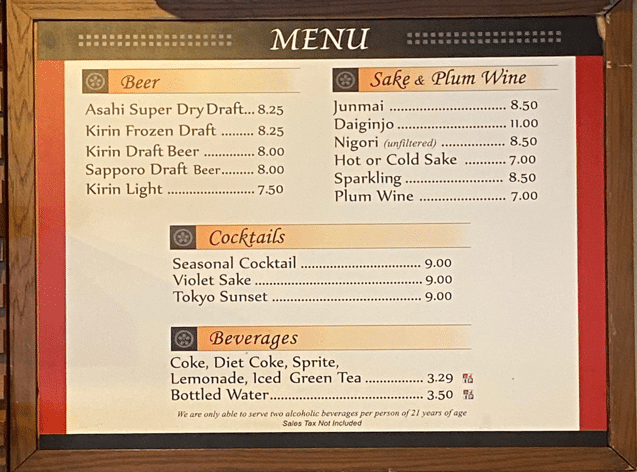 MENU
Beer
Asahi Super Dry Draft... 8.25
Kirin Frozen Draft ......... 8.25
Kirin Draft Beer .............. 8.00
Sapporo Draft Beer......... 8.00
Kirin Light ........................ 7.50
Sake & Plum Wine
Junmai ................................ 8.50
Daiginjo .............................. 11.00
Nigori (unfiltered) ................. 8.50
Hot or Cold Sake ........... 7.00
Sparkling ............................ 8.50
Plum Wine ........................ 7.00
Cocktails
Seasonal Cocktail ................................. 9.00
Violet Sake .............................................. 9.00
Tokyo Sunset ......................................... 9.00
Beverages
Coke, Diet Coke, Sprite,
Lemonade, Iced Green Tea ................ 3.29
Bottled Water.......................................... 3.50
We are only able to serve two alcoholic beverages per person of 21 years of age
Sales Tax Not Included